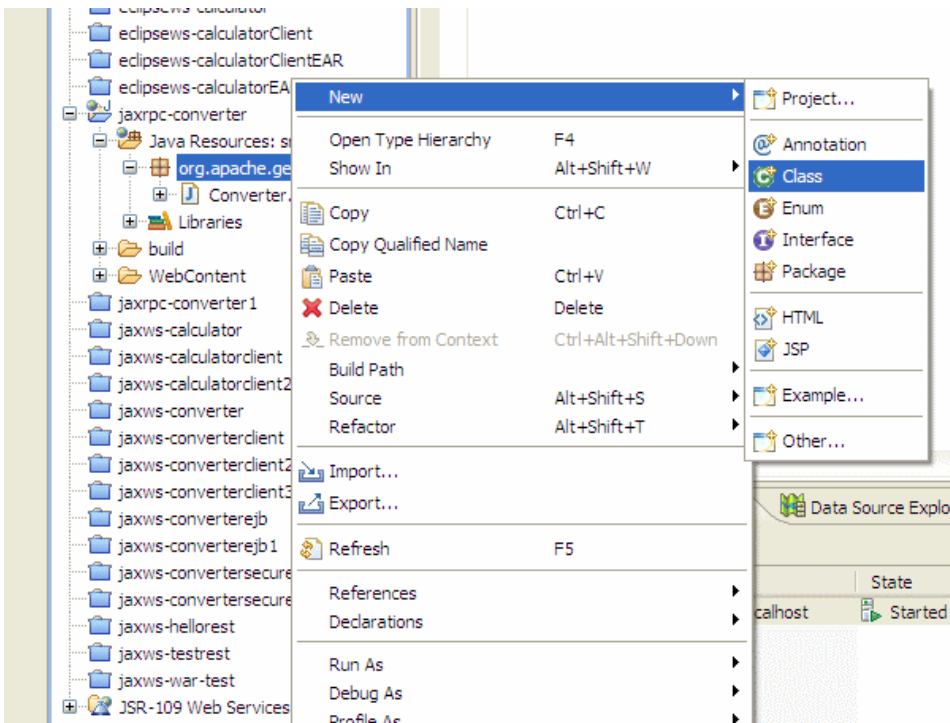 eclipsews-calculator
eclipsews-calculatorClient
eclipsews-calculatorClientEAR
eclipsews-calculatorEA
jaxrpc-converter
Java Resources: s
org.apache.ge
Converter.
Libraries
build
WebContent
jaxrpc-converter1
jaxws-calculator
jaxws-calculatorclient
jaxws-calculatorclient2
jaxws-converter
jaxws-converterclient
jaxws-converterclient2
jaxws-converterclient3
jaxws-converterejb
jaxws-converterejb1
jaxws-convertersecure
jaxws-convertersecure
jaxws-hellorest
jaxws-testrest
jaxws-war-test
JSR-109 Web Services
New
Open Type Hierarchy F4
Show In Alt+Shift+W
Copy Ctrl+C
Copy Qualified Name
Paste Ctrl+V
Delete Delete
Remove from Context Ctrl+Alt+Shift+Down
Build Path
Source Alt+Shift+S
Refactor Alt+Shift+T
Import...
Export...
Refresh F5
References
Declarations
Run As
Debug As
Profile As
Project...
Annotation
Class
Enum
Interface
Package
HTML
JSP
Example...
Other...
Data Source Explo
State
calhost Started